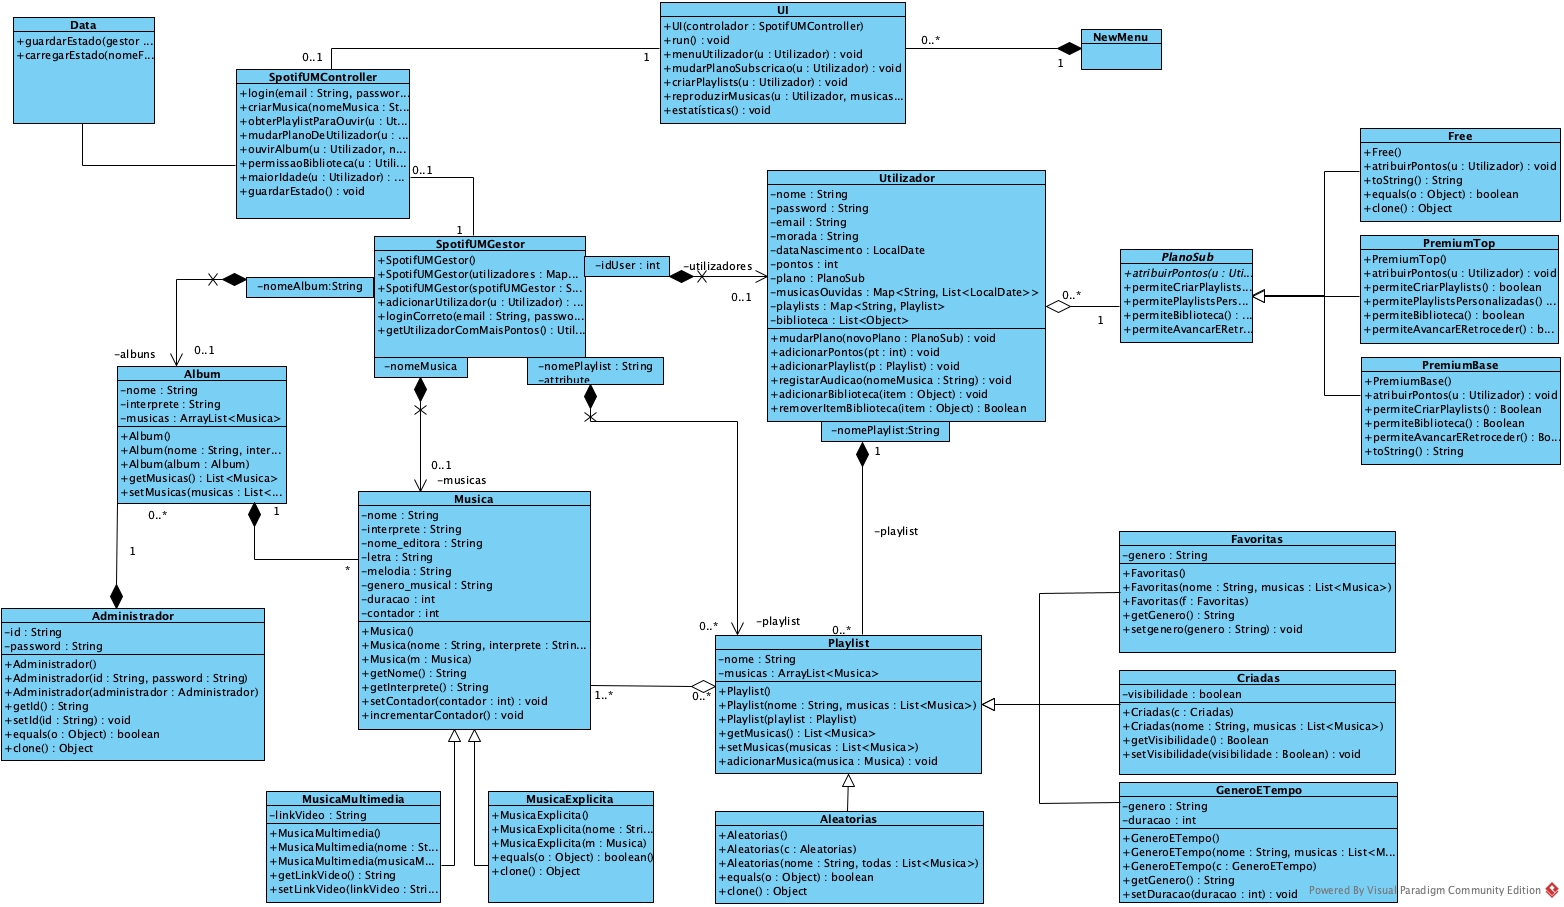 Data
+guardarEstado(gestor ...
+carregarEstado(nomeF...
UI
+UI(controlador : SpotifUMController)
+run() : void
+menuUtilizador(u : Utilizador) : void
+mudarPlanoSubscricao(u : Utilizador) : void
+criarPlaylists(u : Utilizador) : void
+reproduzirMusicas(u : Utilizador, musicas...
+estatísticas() : void
NewMenu
0..*
1
0..1
1
SpotifUMController
+login(email : String, passwor...
+criarMusica(nomeMusica : St...
+obterPlaylistParaOuvir(u : Ut...
+mudarPlanoDeUtilizador(u : ...
+ouvirAlbum(u : Utilizador, n...
+permissaoBiblioteca(u : Utili...
+maiorIdade(u : Utilizador) : ...
+guardarEstado() : void
0..1
1
SpotifUMGestor
+SpotifUMGestor()
+SpotifUMGestor(utilizadores : Map...
+SpotifUMGestor(spotifUMGestor : S...
+adicionarUtilizador(u : Utilizador) : ...
+loginCorreto(email : String, passwo...
+getUtilizadorComMaisPontos() : Util...
-idUser : int
-utilizadores
0..1
-nomeAlbum:String
-nomeMusica
-nomePlaylist : String
-attribute
Utilizador
-nome : String
-password : String
-email : String
-morada : String
-dataNascimento : LocalDate
-pontos : int
-plano : PlanoSub
-musicasOuvidas : Map<String, List<LocalDate>>
-playlists : Map<String, Playlist>
-biblioteca : List<Object>
+mudarPlano(novoPlano : PlanoSub) : void
+adicionarPontos(pt : int) : void
+adicionarPlaylist(p : Playlist) : void
+registarAudicao(nomeMusica : String) : void
+adicionarBiblioteca(item : Object) : void
+removerItemBiblioteca(item : Object) : Boolean
-nomePlaylist:String
1
0..*
1
PlanoSub
+atribuirPontos(u : Uti...
+permiteCriarPlaylists...
+permitePlaylistsPers...
+permiteBiblioteca() : ...
+permiteAvancarERetr...
Free
+Free()
+atribuirPontos(u : Utilizador) : void
+toString() : String
+equals(o : Object) : boolean
+clone() : Object
PremiumTop
+PremiumTop()
+atribuirPontos(u : Utilizador) : void
+permiteCriarPlaylists() : boolean
+permitePlaylistsPersonalizadas() ...
+permiteBiblioteca() : boolean
+permiteAvancarERetroceder() : b...
PremiumBase
+PremiumBase()
+atribuirPontos(u : Utilizador) : void
+permiteCriarPlaylists() : Boolean
+permiteBiblioteca() : Boolean
+permiteAvancarERetroceder() : Bo...
+toString() : String
-albuns
0..1
Album
-nome : String
-interprete : String
-musicas : ArrayList<Musica>
+Album()
+Album(nome : String, inter...
+Album(album : Album)
+getMusicas() : List<Musica>
+setMusicas(musicas : List<...
0..*
1
1
*
0..1
-musicas
Musica
-nome : String
-interprete : String
-nome_editora : String
-letra : String
-melodia : String
-genero_musical : String
-duracao : int
-contador : int
+Musica()
+Musica(nome : String, interprete : Strin...
+Musica(m : Musica)
+getNome() : String
+getInterprete() : String
+setContador(contador : int) : void
+incrementarContador() : void
Administrador
-id : String
-password : String
+Administrador()
+Administrador(id : String, password : String)
+Administrador(administrador : Administrador)
+getId() : String
+setId(id : String) : void
+equals(o : Object) : boolean
+clone() : Object
-playlist
0..*
-playlist
0..*
1..*
0..*
Playlist
-nome : String
-musicas : ArrayList<Musica>
+Playlist()
+Playlist(nome : String, musicas : List<Musica>)
+Playlist(playlist : Playlist)
+getMusicas() : List<Musica>
+setMusicas(musicas : List<Musica>)
+adicionarMusica(musica : Musica) : void
Favoritas
-genero : String
+Favoritas()
+Favoritas(nome : String, musicas : List<Musica>)
+Favoritas(f : Favoritas)
+getGenero() : String
+setgenero(genero : String) : void
Criadas
-visibilidade : boolean
+Criadas(c : Criadas)
+Criadas(nome : String, musicas : List<Musica>)
+getVisibilidade() : Boolean
+setVisibilidade(visibilidade : Boolean) : void
GeneroETempo
-genero : String
-duracao : int
+GeneroETempo()
+GeneroETempo(nome : String, musicas : List<M...
+GeneroETempo(c : GeneroETempo)
+getGenero() : String
+setDuracao(duracao : int) : void
MusicaMultimedia
-linkVideo : String
+MusicaMultimedia()
+MusicaMultimedia(nome : St...
+MusicaMultimedia(musicaM...
+getLinkVideo() : String
+setLinkVideo(linkVideo : Stri...
MusicaExplicita
+MusicaExplicita()
+MusicaExplicita(nome : Stri...
+MusicaExplicita(m : Musica)
+equals(o : Object) : boolean()
+clone() : Object
Aleatorias
+Aleatorias()
+Aleatorias(c : Aleatorias)
+Aleatorias(nome : String, todas : List<Musica>)
+equals(o : Object) : boolean
+clone() : Object
Powered By Visual Paradigm Community Edition